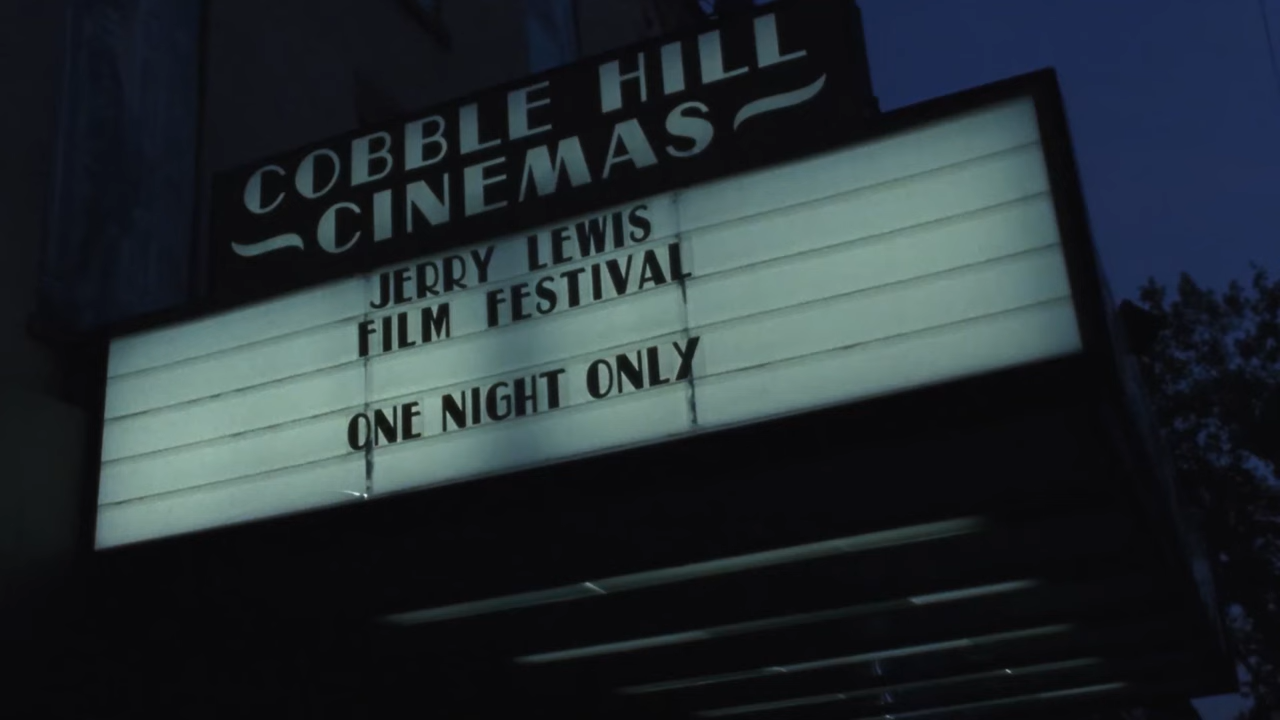 COBBLE HILL
CINEMAS
JERRY LEWIS
FILM FESTIVAL
ONE NIGHT ONLY